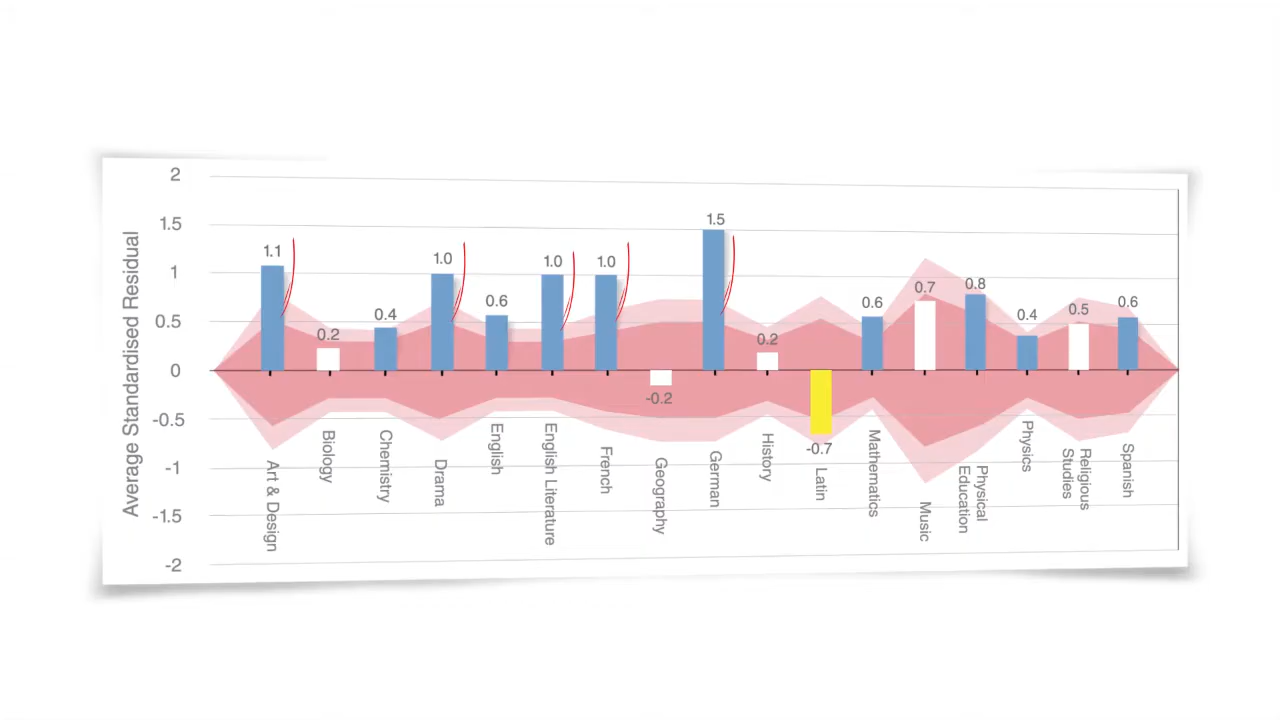 Average Standardised Residual
2
1.5
1
0.5
0
-0.5
-1
-1.5
-2
1.1
0.2
0.4
1.0
0.6
1.0
1.0
-0.2
1.5
0.2
-0.7
0.6
0.7
0.8
0.4
0.5
0.6
Art & Design
Biology
Chemistry
Drama
English
English Literature
French
Geography
German
History
Latin
Mathematics
Music
Physical
Education
Physics
Religious
Studies
Spanish